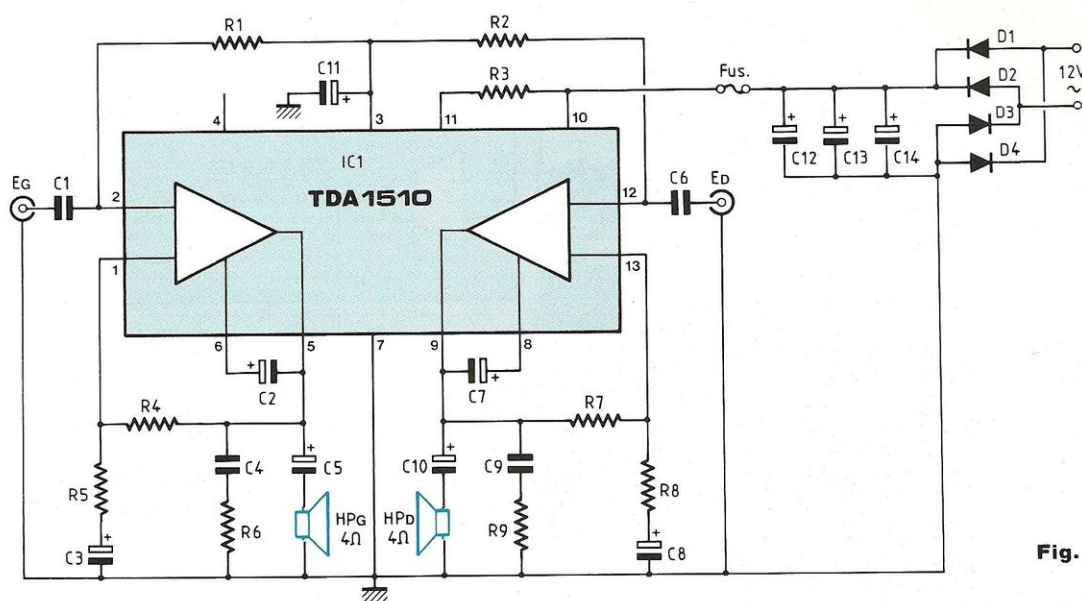 R1
R2
C11
+
R3
Fus.
D1
D2
D3
D4
12V
~
4
3
11
10
+
C12
+
C13
+
C14
EG
C1
2
IC1
TDA1510
12
C6
ED
1
13
6
5
7
9
8
+
C2
C7
+
R4
R7
C4
+
C5
+
C10
C9
R5
R6
HPG
4Ω
HPD
4Ω
R9
R8
+
C3
+
C8
Fig.